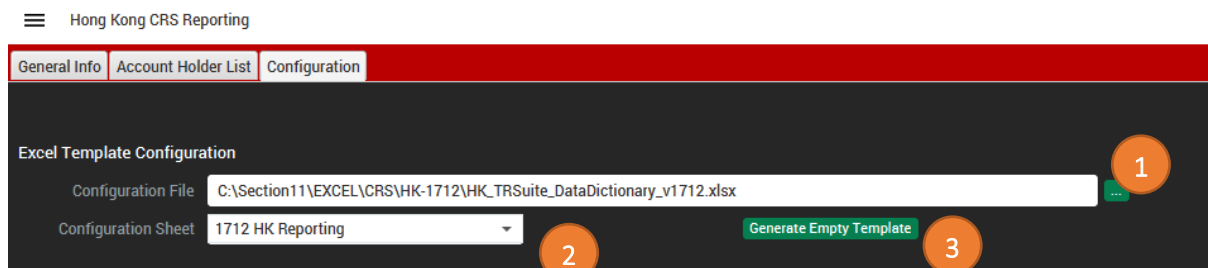 Hong Kong CRS Reporting
General Info Account Holder List Configuration
Excel Template Configuration
1
Configuration File C:\Section11\EXCEL\CRS\HK-1712\HK_TRSuite_DataDictionary_v1712.xlsx ...
Configuration Sheet 1712 HK Reporting Generate Empty Template
2 3